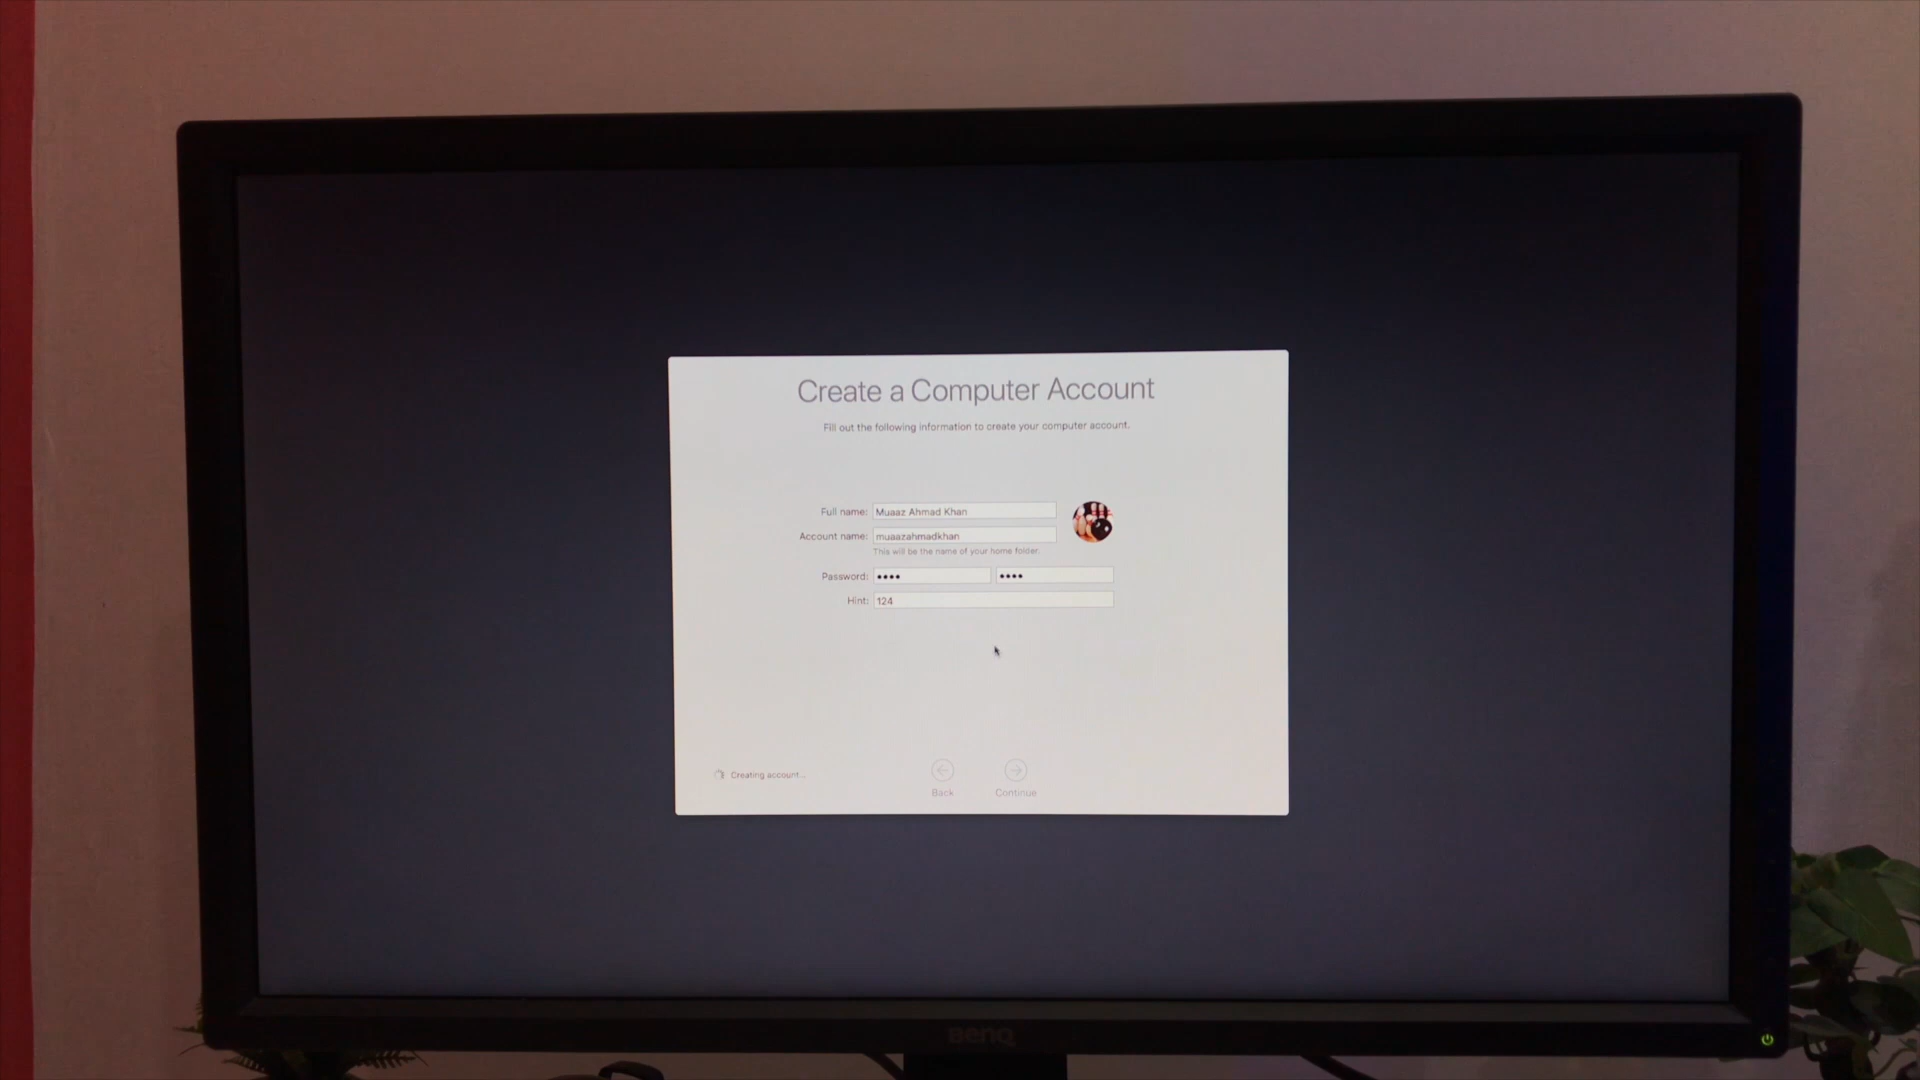 Create a Computer Account
Fill out the following information to create your computer account.
Full name: Muaaz Ahmad Khan
Account name: muaazahmadkhan
This will be the name of your home folder.
Password: •••• ••••
Hint: 124
Creating account...
Back Continue
BenQ